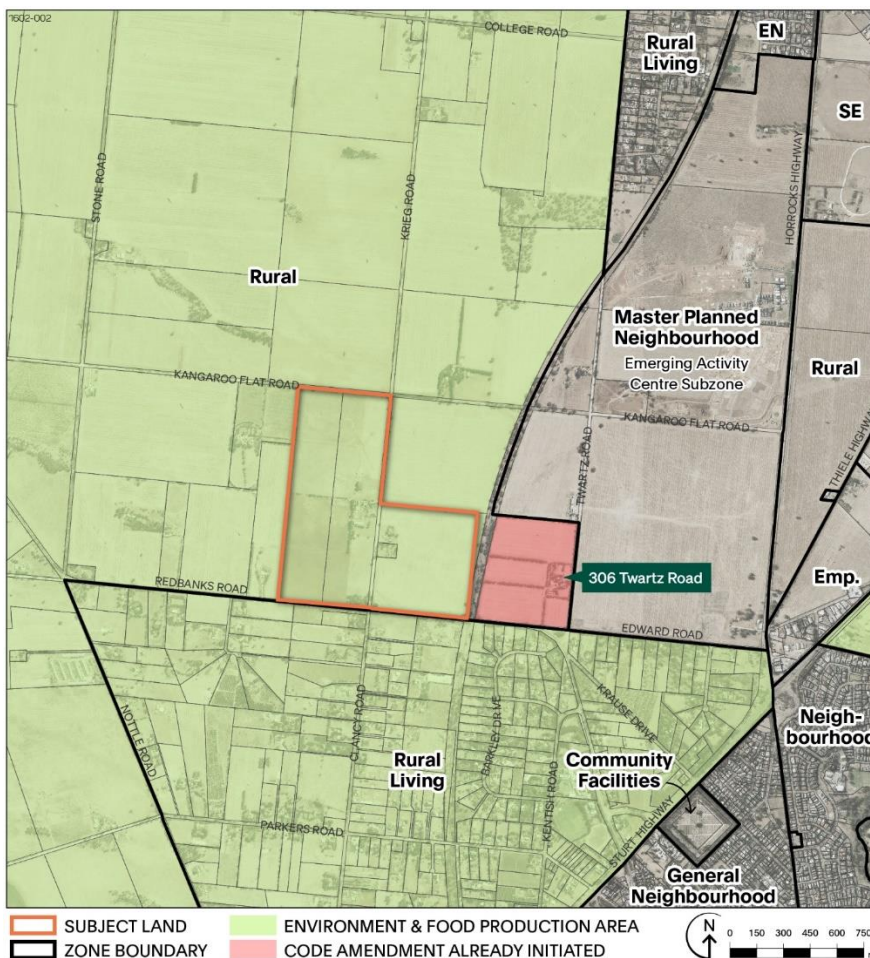 1602-002
COLLEGE ROAD
EN
Rural
Living
SE
HORROCKS HIGHWAY
STONE ROAD
KRIEG ROAD
Rural
Master Planned
Neighbourhood
Emerging Activity
Centre Subzone
Rural
KANGAROO FLAT ROAD
KANGAROO FLAT ROAD
THIELE HIGHWAY
TWARTZ ROAD
306 Twartz Road
Emp.
REDBANKS ROAD
EDWARD ROAD
NOTTLE ROAD
CLANCY ROAD
BARKLEY DRIVE
KRAUSE DRIVE
Neigh-
bourhood
Rural
Living
Community
Facilities
KENTISH ROAD
PARKERS ROAD
STURT HIGHWAY
General
Neighbourhood
SUBJECT LAND
ENVIRONMENT & FOOD PRODUCTION AREA
ZONE BOUNDARY
CODE AMENDMENT ALREADY INITIATED
N
0 150 300 450 600 750